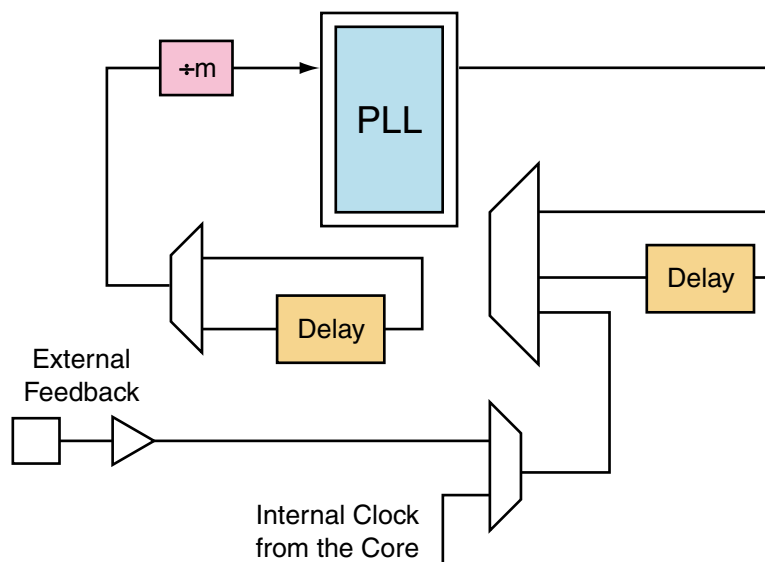 ÷m
PLL
Delay
Delay
External
Feedback
Internal Clock
from the Core